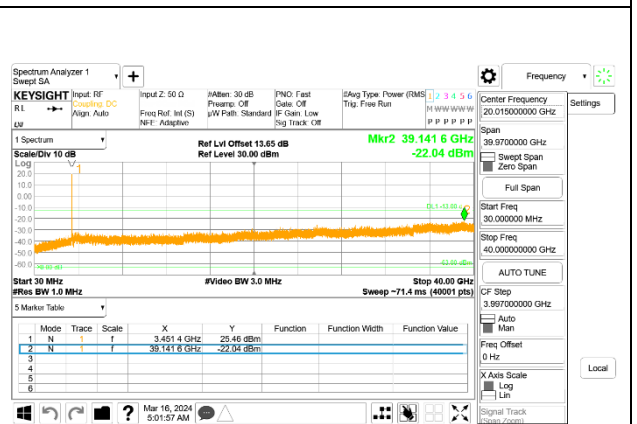 Spectrum Analyzer 1
Swept SA
+
Frequency
KEYSIGHT
RL
Input: RF
Coupling: DC
Align: Auto
Input Z: 50 Ω
Freq Ref: Int (S)
NFE: Adaptive
#Atten: 30 dB
Preamp: Off
µW Path: Standard
PNO: Fast
Gate: Off
IF Gain: Low
Sig Track: Off
#Avg Type: Power (RMS
Trig: Free Run
1 2 3 4 5 6
M W W W W W
P P P P P P
1 Spectrum
Scale/Div 10 dB
Ref Lvl Offset 13.65 dB
Ref Level 30.00 dBm
Mkr2 39.141 6 GHz
-22.04 dBm
Log
20.0
10.0
0.00
-10.0
-20.0
-30.0
-40.0
-50.0
-60.0
1
Start 30 MHz
#Res BW 1.0 MHz
#Video BW 3.0 MHz
Stop 40.00 GHz
Sweep ~71.4 ms (40001 pts)
5 Marker Table
Mode Trace Scale X Y Function Function Width Function Value
1 N 1 f 3.451 4 GHz 25.46 dBm
2 N 1 f 39.141 6 GHz -22.04 dBm
3
4
5
6
Mar 16, 2024
5:01:57 AM
?
Center Frequency
20.015000000 GHz
Span
39.9700000 GHz
Swept Span
Zero Span
Full Span
Start Freq
30.000000 MHz
Stop Freq
40.000000000 GHz
AUTO TUNE
CF Step
3.997000000 GHz
Auto
Man
Freq Offset
0 Hz
X Axis Scale
Log
Lin
Signal Track
(Span Zoom)
Settings
Local